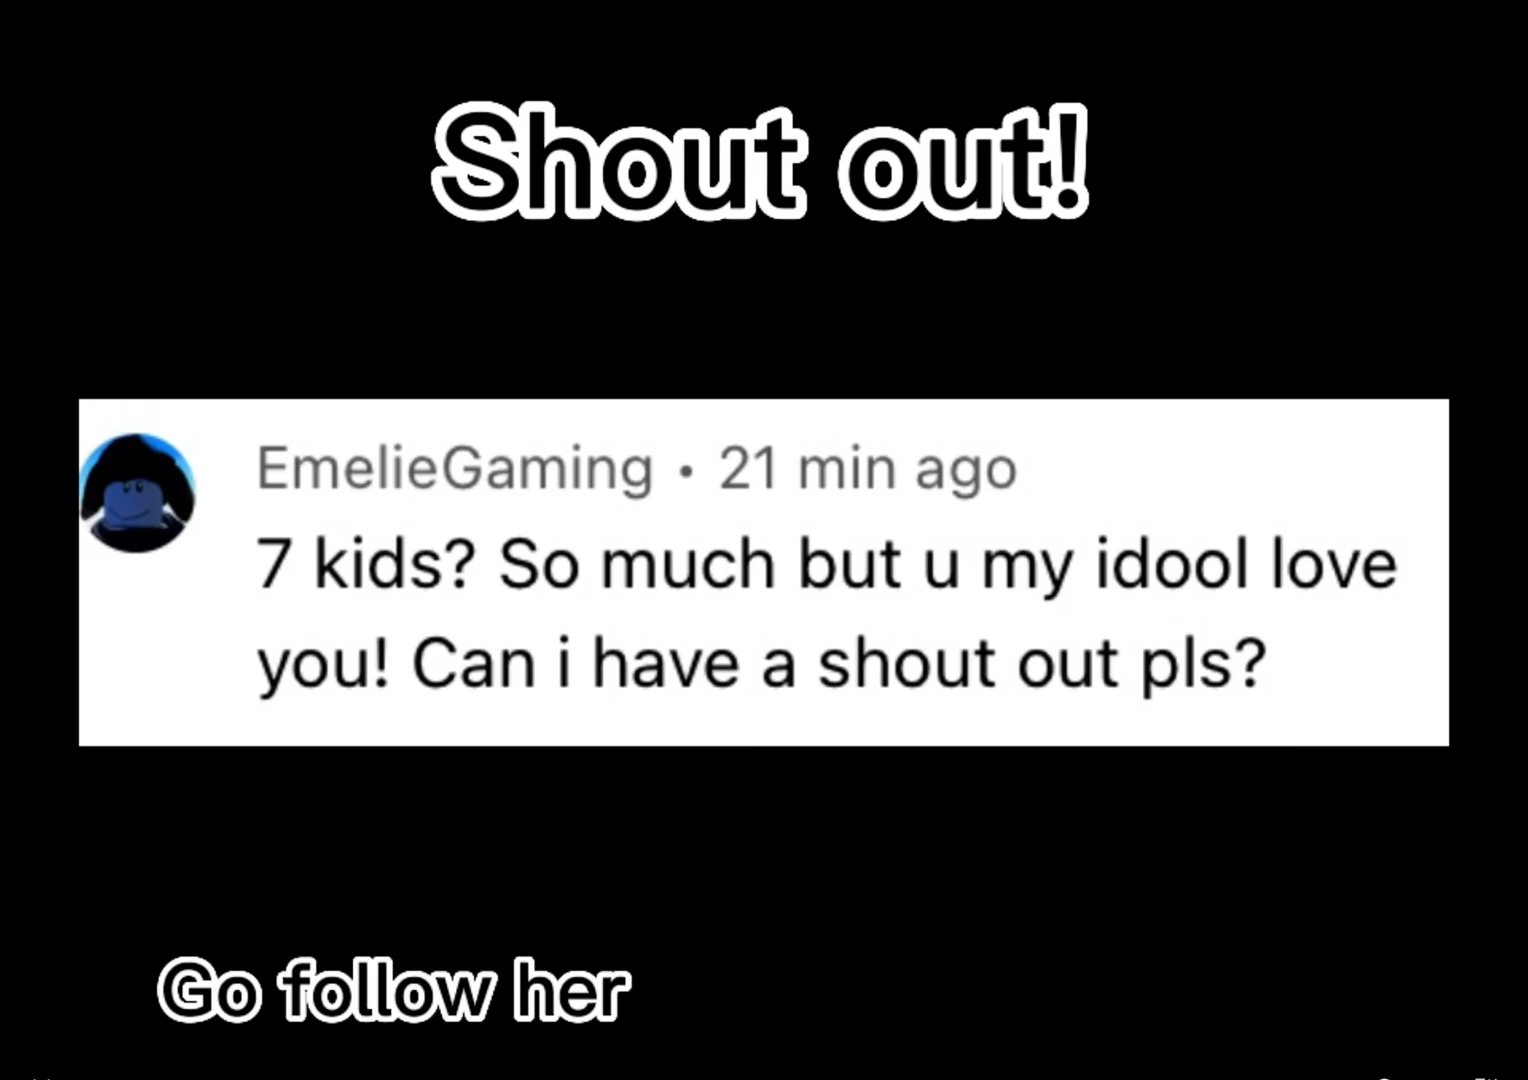 Shout out!
EmelieGaming • 21 min ago
7 kids? So much but u my idool love
you! Can i have a shout out pls?
Go follow her